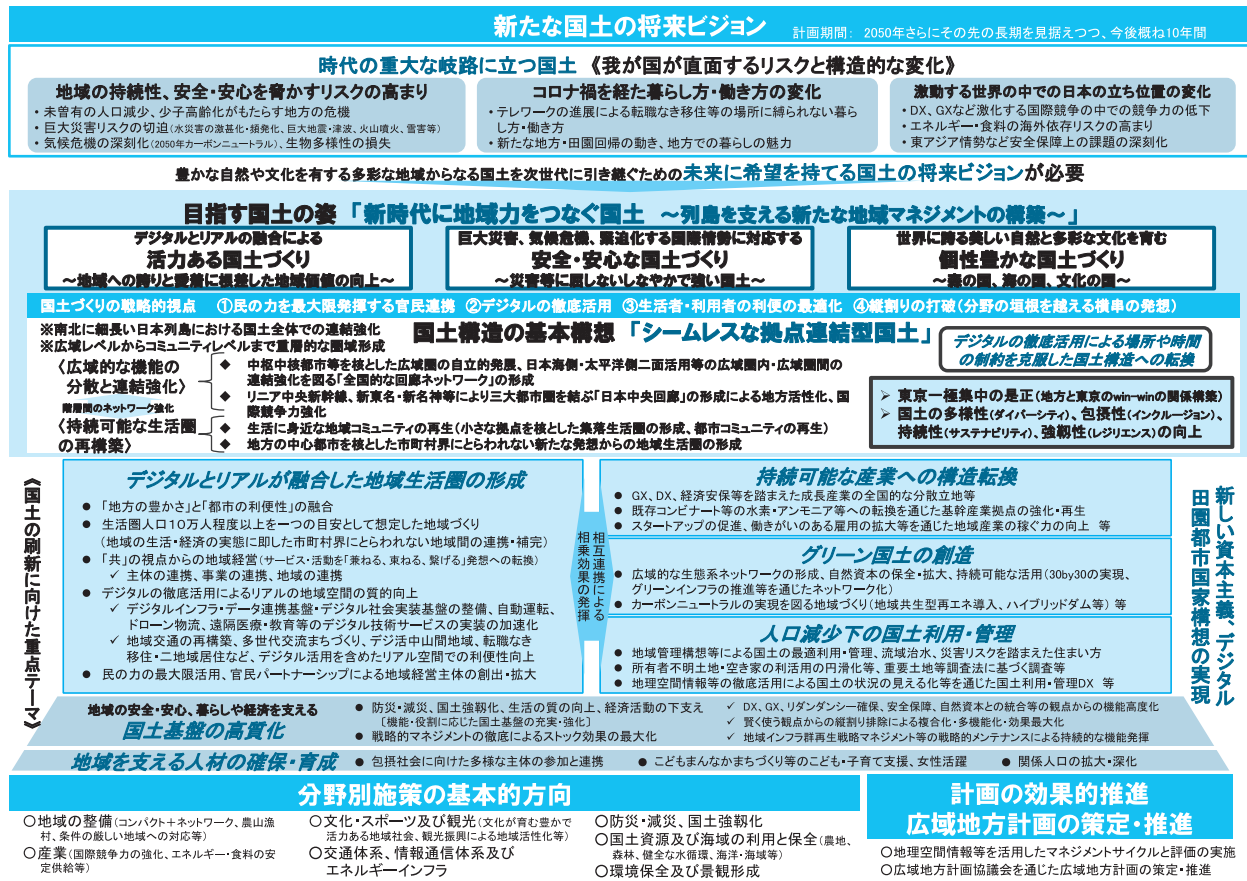 新たな国土の将来ビジョン
計画期間： 2050年さらにその先の長期を見据えつつ、今後概ね10年間
時代の重大な岐路に立つ国土 《我が国が直面するリスクと構造的な変化》
地域の持続性、安全・安心を脅かすリスクの高まり
・未曽有の人口減少、少子高齢化がもたらす地方の危機
・巨大災害リスクの切迫（水災害の激甚化・頻発化、巨大地震・津波、火山噴火、雪害等）
・気候危機の深刻化（2050年カーボンニュートラル）、生物多様性の損失
コロナ禍を経た暮らし方・働き方の変化
・テレワークの進展による転職なき移住等の場所に縛られない暮ら
し方・働き方
・新たな地方・田園回帰の動き、地方での暮らしの魅力
激動する世界の中での日本の立ち位置の変化
・DX、GXなど激化する国際競争の中での競争力の低下
・エネルギー・食料の海外依存リスクの高まり
・東アジア情勢など安全保障上の課題の深刻化
豊かな自然や文化を有する多彩な地域からなる国土を次世代に引き継ぐための未来に希望を持てる国土の将来ビジョンが必要
目指す国土の姿 「新時代に地域力をつなぐ国土 ～列島を支える新たな地域マネジメントの構築～」
デジタルとリアルの融合による
活力ある国土づくり
～地域への誇りと愛着に根差した地域価値の向上～
巨大災害、気候危機、緊迫化する国際情勢に対応する
安全・安心な国土づくり
～災害等に屈しないしなやかで強い国土～
世界に誇る美しい自然と多彩な文化を育む
個性豊かな国土づくり
～森の国、海の国、文化の国～
国土づくりの戦略的視点 ①民の力を最大限発揮する官民連携 ②デジタルの徹底活用 ③生活者・利用者の利便の最適化 ④縦割りの打破（分野の垣根を越える横串の発想）
※南北に細長い日本列島における国土全体での連結強化
※広域レベルからコミュニティレベルまで重層的な圏域形成
国土構造の基本構想 「シームレスな拠点連結型国土」
〈広域的な機能の
分散と連結強化〉
◆ 中枢中核都市等を核とした広域圏の自立的発展、日本海側・太平洋側二面活用等の広域圏内・広域圏間の
連結強化を図る「全国的な回廊ネットワーク」の形成
◆ リニア中央新幹線、新東名・新名神等により三大都市圏を結ぶ「日本中央回廊」の形成による地方活性化、国
際競争力強化
階層間のネットワーク強化
〈持続可能な生活圏
の再構築〉
◆ 生活に身近な地域コミュニティの再生（小さな拠点を核とした集落生活圏の形成、都市コミュニティの再生）
◆ 地方の中心都市を核とした市町村界にとらわれない新たな発想からの地域生活圏の形成
デジタルの徹底活用による場所や時間
の制約を克服した国土構造への転換
➢ 東京一極集中の是正（地方と東京のwin-winの関係構築）
➢ 国土の多様性（ダイバーシティ）、包摂性（インクルージョン）、
持続性（サステナビリティ）、強靱性（レジリエンス）の向上
《国土の刷新に向けた重点テーマ》
デジタルとリアルが融合した地域生活圏の形成
● 「地方の豊かさ」と「都市の利便性」の融合
● 生活圏人口１０万人程度以上を一つの目安として想定した地域づくり
（地域の生活・経済の実態に即した市町村界にとらわれない地域間の連携・補完）
● 「共」の視点からの地域経営（サービス・活動を「兼ねる、束ねる、繋げる」発想への転換）
✓ 主体の連携、事業の連携、地域の連携
● デジタルの徹底活用によるリアルの地域空間の質的向上
✓ デジタルインフラ・データ連携基盤・デジタル社会実装基盤の整備、自動運転、
ドローン物流、遠隔医療・教育等のデジタル技術サービスの実装の加速化
✓ 地域交通の再構築、多世代交流まちづくり、デジ活中山間地域、転職なき
移住・二地域居住など、デジタル活用を含めたリアル空間での利便性向上
● 民の力の最大限活用、官民パートナーシップによる地域経営主体の創出・拡大
相互連携による
相乗効果の発揮
持続可能な産業への構造転換
● GX、DX、経済安保等を踏まえた成長産業の全国的な分散立地等
● 既存コンビナート等の水素・アンモニア等への転換を通じた基幹産業拠点の強化・再生
● スタートアップの促進、働きがいのある雇用の拡大等を通じた地域産業の稼ぐ力の向上 等
グリーン国土の創造
● 広域的な生態系ネットワークの形成、自然資本の保全・拡大、持続可能な活用（30by30の実現、
グリーンインフラの推進等を通じたネットワーク化）
● カーボンニュートラルの実現を図る地域づくり（地域共生型再エネ導入、ハイブリッドダム等） 等
人口減少下の国土利用・管理
● 地域管理構想等による国土の最適利用・管理、流域治水、災害リスクを踏まえた住まい方
● 所有者不明土地・空き家の利活用の円滑化等、重要土地等調査法に基づく調査等
● 地理空間情報等の徹底活用による国土の状況の見える化等を通じた国土利用・管理DX 等
新しい資本主義、デジタル
田園都市国家構想の実現
地域の安全・安心、暮らしや経済を支える
国土基盤の高質化
● 防災・減災、国土強靱化、生活の質の向上、経済活動の下支え
〔機能・役割に応じた国土基盤の充実・強化〕
● 戦略的マネジメントの徹底によるストック効果の最大化
✓ DX、GX、リダンダンシー確保、安全保障、自然資本との統合等の観点からの機能高度化
✓ 賢く使う観点からの縦割り排除による複合化・多機能化・効果最大化
✓ 地域インフラ群再生戦略マネジメント等の戦略的メンテナンスによる持続的な機能発揮
地域を支える人材の確保・育成
● 包摂社会に向けた多様な主体の参加と連携
● こどもまんなかまちづくり等のこども・子育て支援、女性活躍
● 関係人口の拡大・深化
分野別施策の基本的方向
○地域の整備（コンパクト＋ネットワーク、農山漁
村、条件の厳しい地域への対応等）
○産業（国際競争力の強化、エネルギー・食料の安
定供給等）
○文化・スポーツ及び観光（文化が育む豊かで
活力ある地域社会、観光振興による地域活性化等）
○交通体系、情報通信体系及び
エネルギーインフラ
○防災・減災、国土強靱化
○国土資源及び海域の利用と保全（農地、
森林、健全な水循環、海洋・海域等）
○環境保全及び景観形成
計画の効果的推進
広域地方計画の策定・推進
○地理空間情報等を活用したマネジメントサイクルと評価の実施
○広域地方計画協議会を通じた広域地方計画の策定・推進